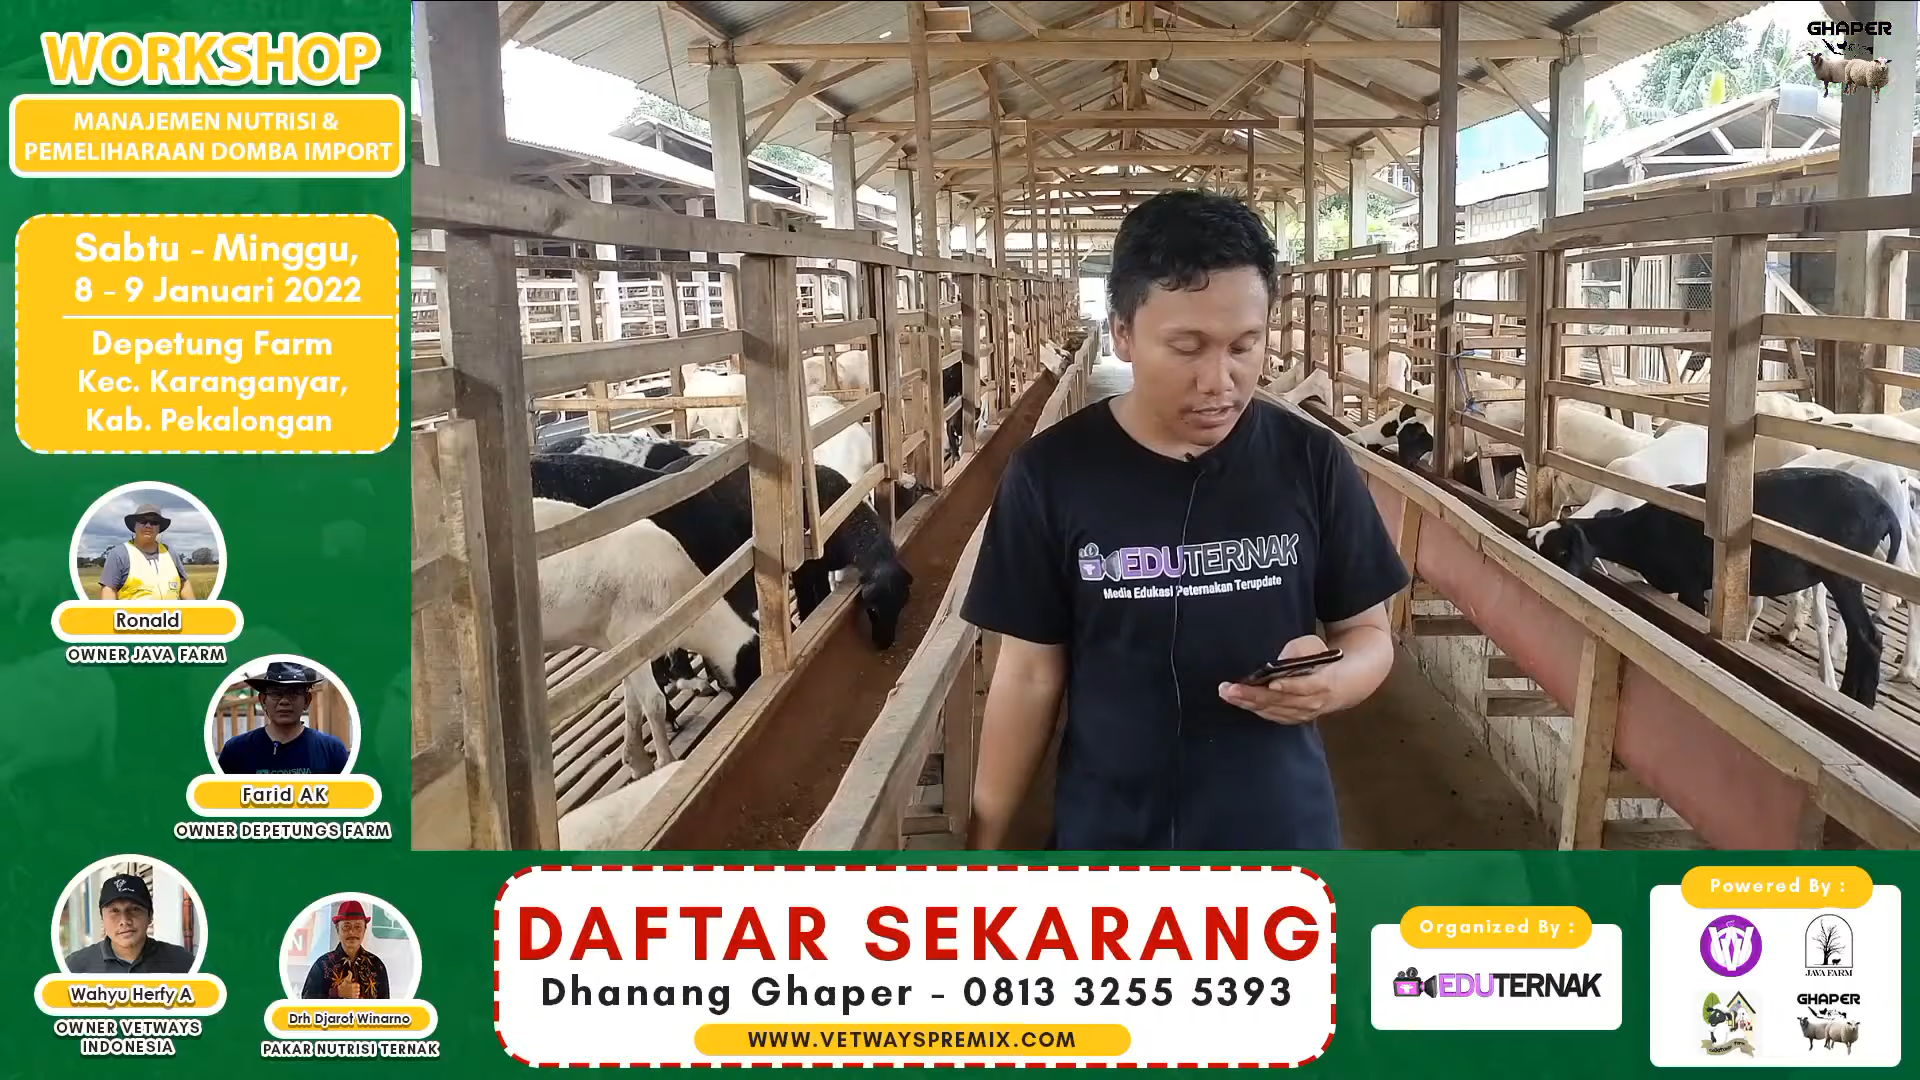 WORKSHOP
MANAJEMEN NUTRISI &
PEMELIHARAAN DOMBA IMPORT
Sabtu - Minggu,
8 - 9 Januari 2022
Depetung Farm
Kec. Karanganyar,
Kab. Pekalongan
Ronald
OWNER JAVA FARM
Farid AK
OWNER DEPETUNGS FARM
Wahyu Herfy A
OWNER VETWAYS
INDONESIA
Drh Djarot Winarno
PAKAR NUTRISI TERNAK
GHAPER
EDUTERNAK
Media Edukasi Peternakan Terupdate
DAFTAR SEKARANG
Dhanang Ghaper - 0813 3255 5393
WWW.VETWAYSPREMIX.COM
Organized By :
EDUTERNAK
Powered By :
JAVA FARM
GHAPER